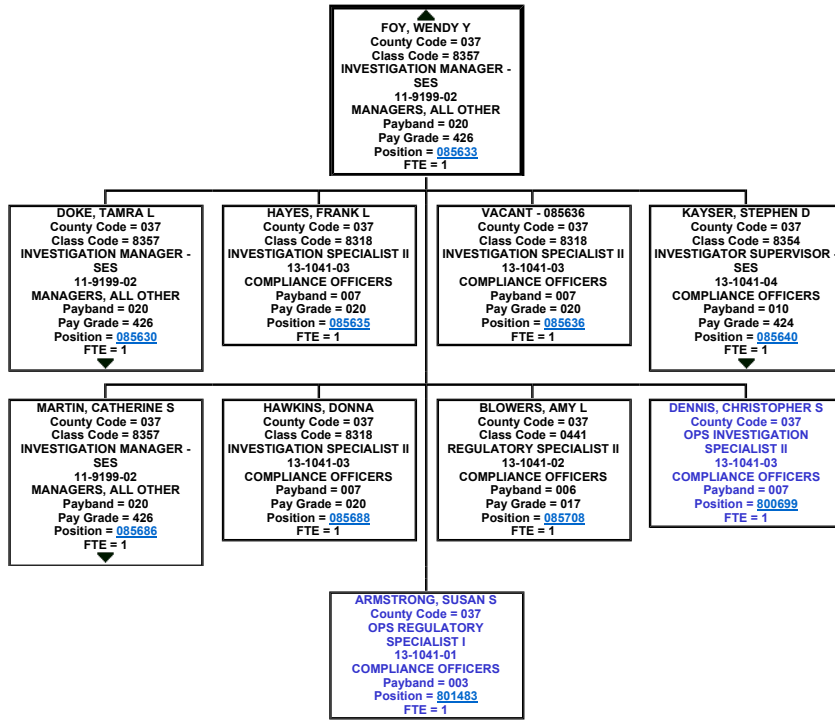 FOY, WENDY Y
County Code = 037
Class Code = 8357
INVESTIGATION MANAGER -
SES
11-9199-02
MANAGERS, ALL OTHER
Payband = 020
Pay Grade = 426
Position = 085633
FTE = 1
DOKE, TAMRA L
County Code = 037
Class Code = 8357
INVESTIGATION MANAGER -
SES
11-9199-02
MANAGERS, ALL OTHER
Payband = 020
Pay Grade = 426
Position = 085630
FTE = 1
HAYES, FRANK L
County Code = 037
Class Code = 8318
INVESTIGATION SPECIALIST II
13-1041-03
COMPLIANCE OFFICERS
Payband = 007
Pay Grade = 020
Position = 085635
FTE = 1
VACANT - 085636
County Code = 037
Class Code = 8318
INVESTIGATION SPECIALIST II
13-1041-03
COMPLIANCE OFFICERS
Payband = 007
Pay Grade = 020
Position = 085636
FTE = 1
KAYSER, STEPHEN D
County Code = 037
Class Code = 8354
INVESTIGATOR SUPERVISOR -
SES
13-1041-04
COMPLIANCE OFFICERS
Payband = 010
Pay Grade = 424
Position = 085640
FTE = 1
MARTIN, CATHERINE S
County Code = 037
Class Code = 8357
INVESTIGATION MANAGER -
SES
11-9199-02
MANAGERS, ALL OTHER
Payband = 020
Pay Grade = 426
Position = 085686
FTE = 1
HAWKINS, DONNA
County Code = 037
Class Code = 8318
INVESTIGATION SPECIALIST II
13-1041-03
COMPLIANCE OFFICERS
Payband = 007
Pay Grade = 020
Position = 085688
FTE = 1
BLOWERS, AMY L
County Code = 037
Class Code = 0441
REGULATORY SPECIALIST II
13-1041-02
COMPLIANCE OFFICERS
Payband = 006
Pay Grade = 017
Position = 085708
FTE = 1
DENNIS, CHRISTOPHER S
County Code = 037
OPS INVESTIGATION
SPECIALIST II
13-1041-03
COMPLIANCE OFFICERS
Payband = 007
Position = 800699
FTE = 1
ARMSTRONG, SUSAN S
County Code = 037
OPS REGULATORY
SPECIALIST I
13-1041-01
COMPLIANCE OFFICERS
Payband = 003
Position = 801483
FTE = 1